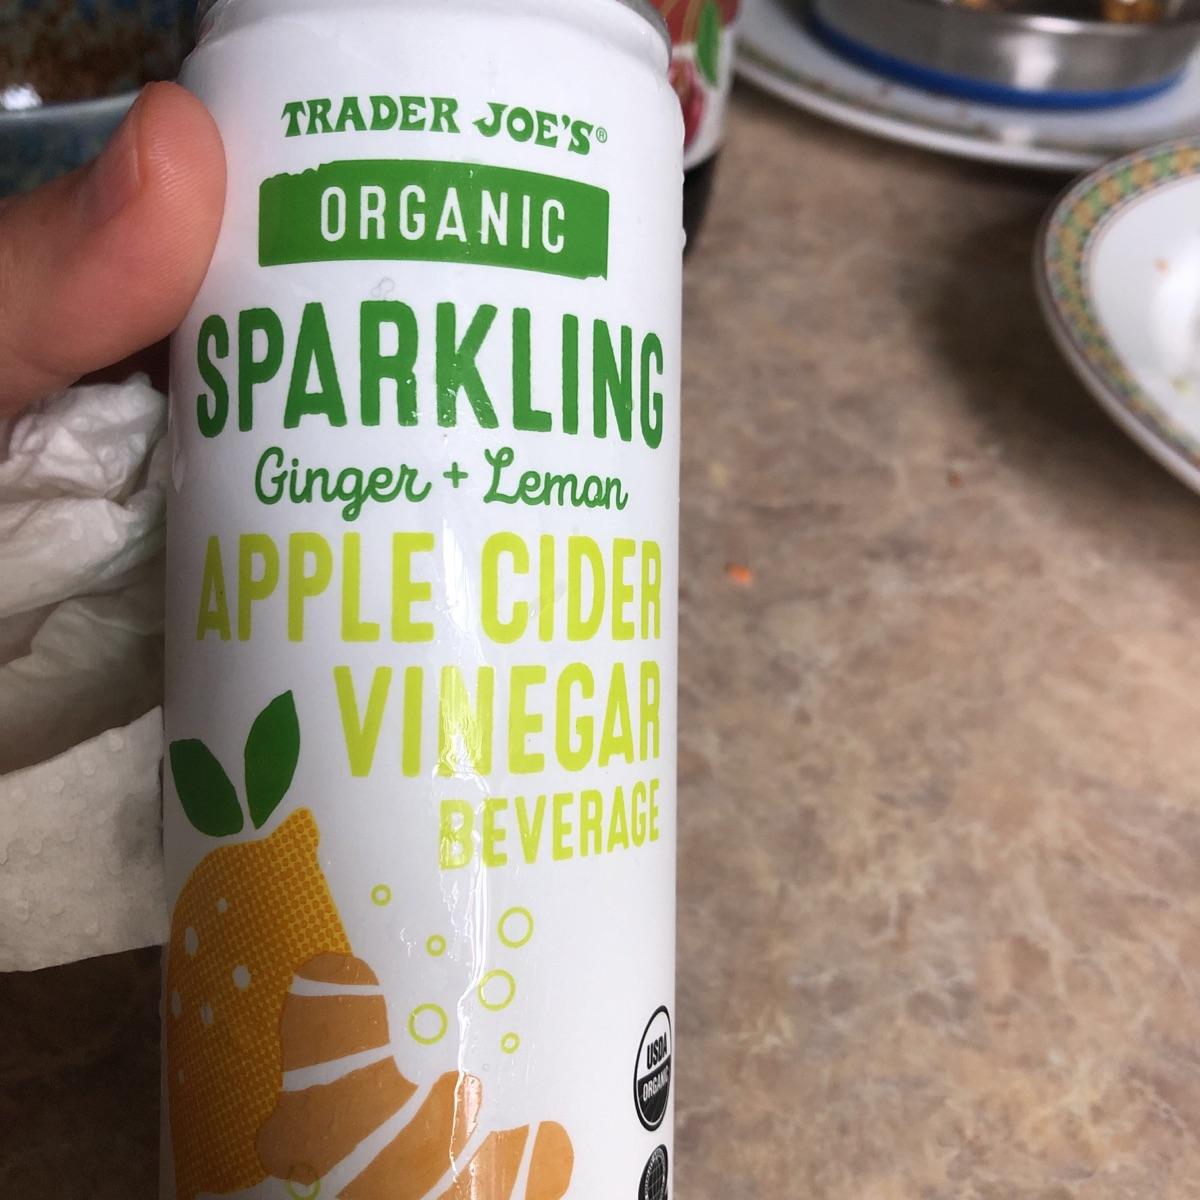 TRADER JOE'S®
ORGANIC
SPARKLING
Ginger + Lemon
APPLE CIDER
VINEGAR
BEVERAGE
USDA
ORGANIC